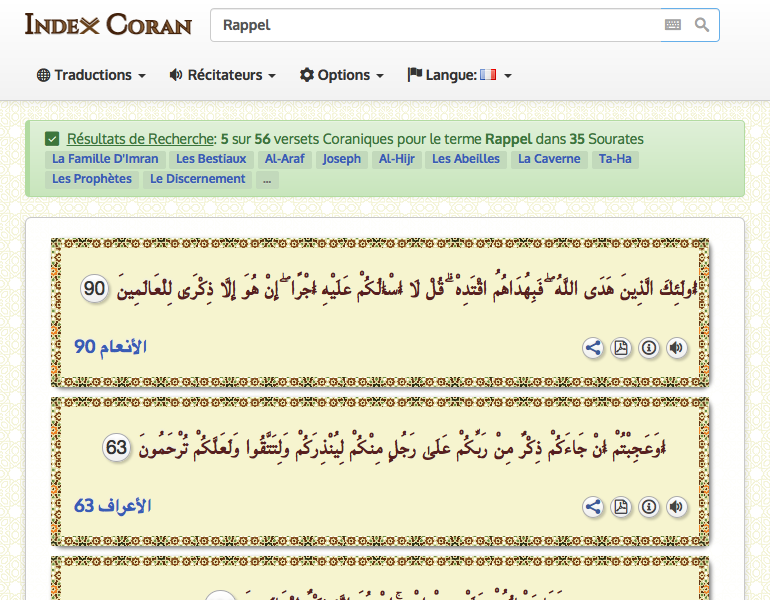 Index Coran
Rappel
Traductions Récitateurs Options Langue:
Résultats de Recherche: 5 sur 56 versets Coraniques pour le terme Rappel dans 35 Sourates
La Famille D'Imran Les Bestiaux AL-Araf Joseph Al-Hijr Les Abeilles La Caverne Ta-Ha
Les Prophètes Le Discernement ...
أُولَئِكَ الَّذِينَ هَدَى اللَّهُ ۖ فَبِهُدَاهُمُ اقْتَدِهْ ۗ قُلْ لَا أَسْأَلُكُمْ عَلَيْهِ أَجْرًا ۖ إِنْ هُوَ إِلَّا ذِكْرَى لِلْعَالَمِينَ 90
الأنعام 90
أَوَعَجِبْتُمْ أَنْ جَاءَكُمْ ذِكْرٌ مِنْ رَبِّكُمْ عَلَى رَجُلٍ مِنْكُمْ لِيُنْذِرَكُمْ وَلِتَتَّقُوا وَلَعَلَّكُمْ تُرْحَمُونَ 63
الأعراف 63